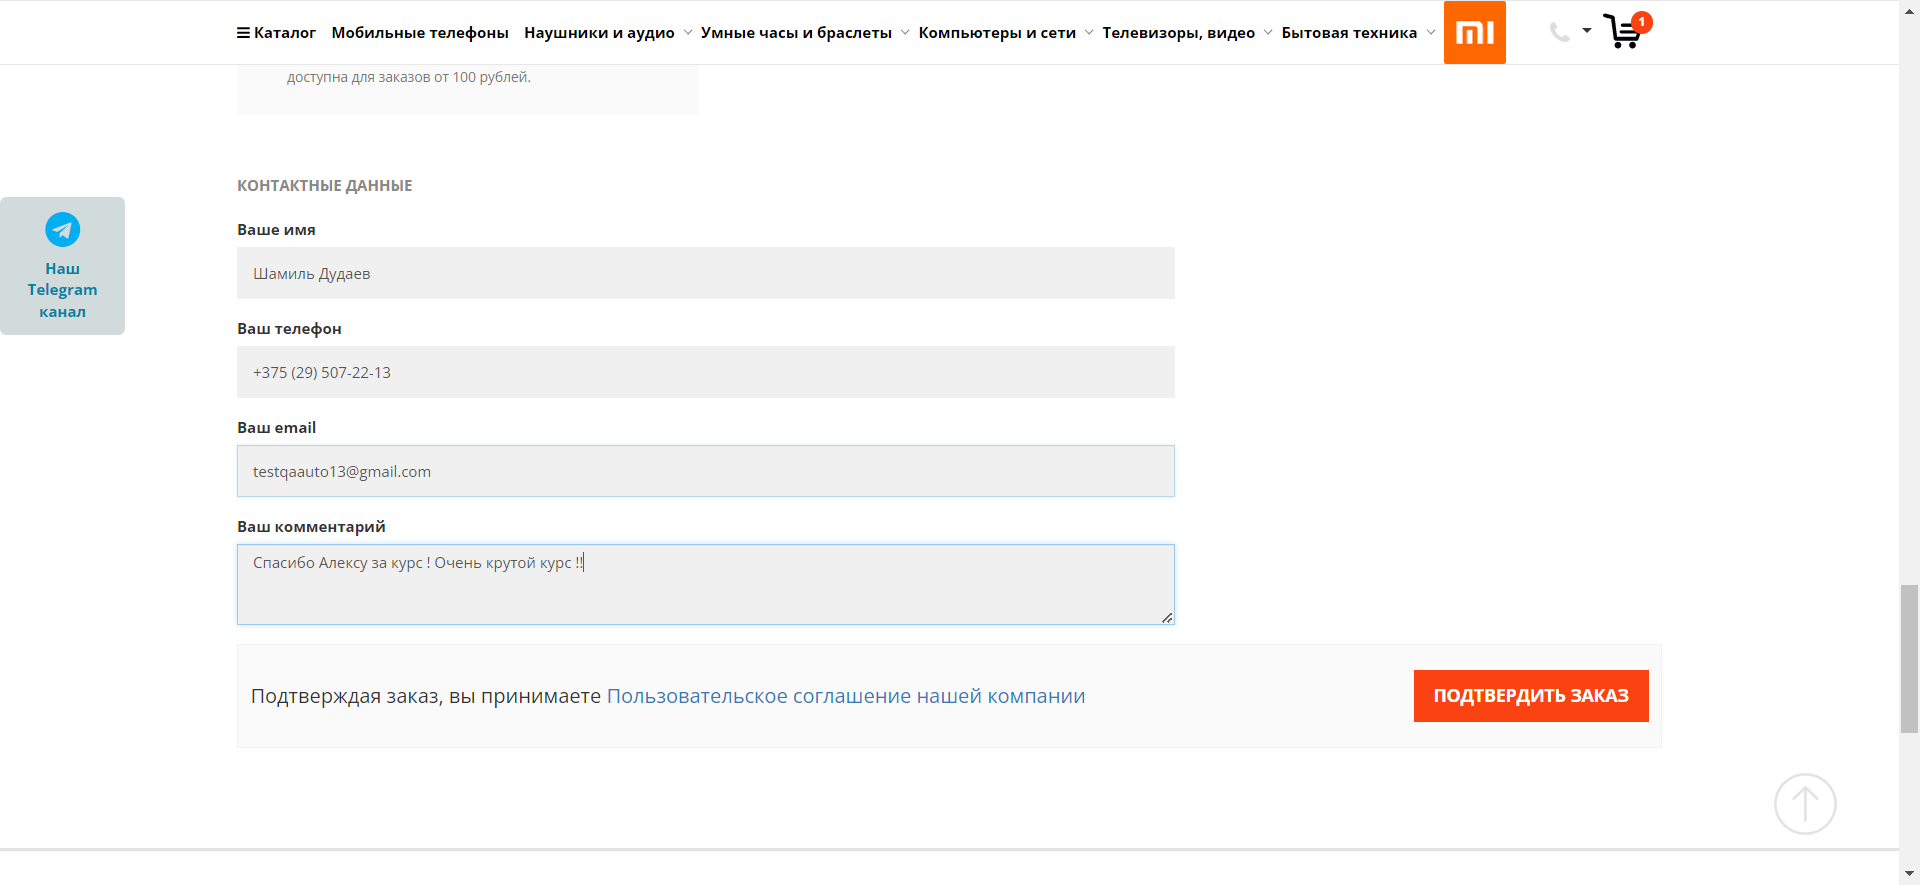 Каталог Мобильные телефоны Наушники и аудио Умные часы и браслеты Компьютеры и сети Телевизоры, видео Бытовая техника mi 1
доступна для заказов от 100 рублей.
КОНТАКТНЫЕ ДАННЫЕ
Наш
Telegram
канал
Ваше имя
Шамиль Дудаев
Ваш телефон
+375 (29) 507-22-13
Ваш email
testqaauto13@gmail.com
Ваш комментарий
Спасибо Алексу за курс ! Очень крутой курс !!
Подтверждая заказ, вы принимаете Пользовательское соглашение нашей компании
ПОДТВЕРДИТЬ ЗАКАЗ